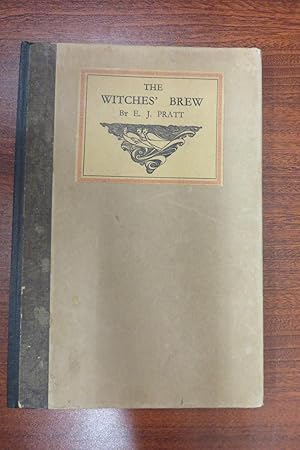 THE
WITCHES' BREW
BY E. J. PRATT